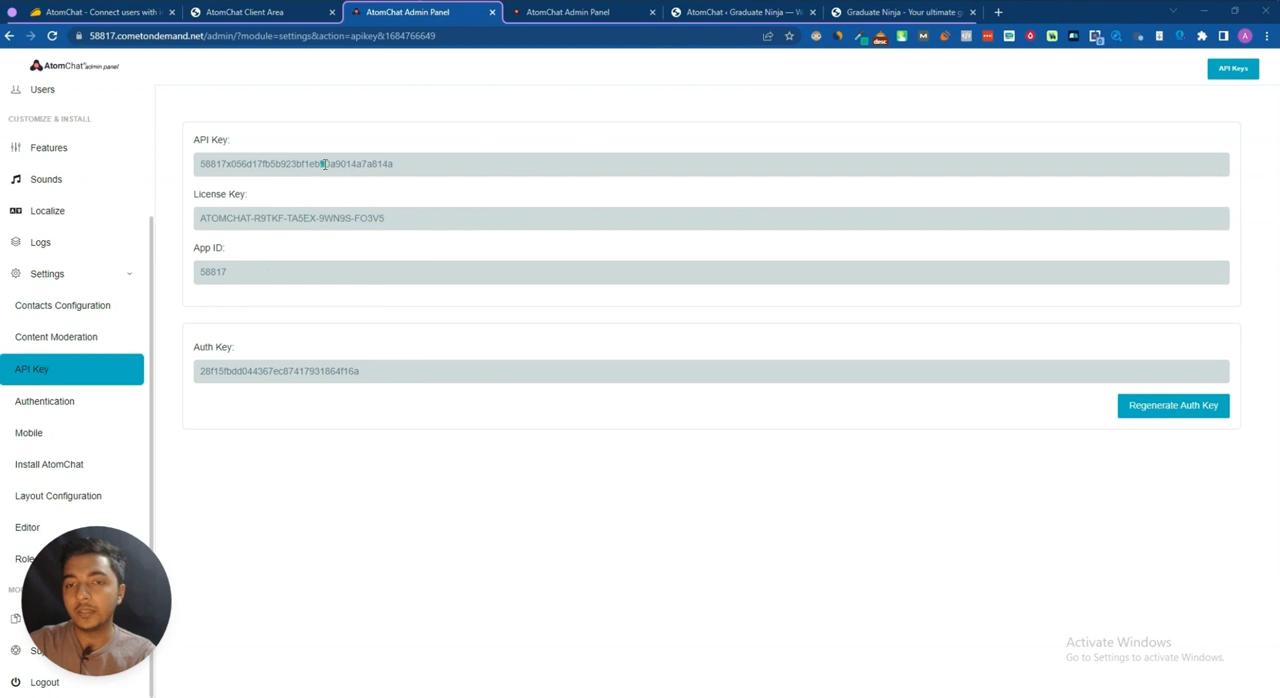 AtomChat - Connect users with i
AtomChat Client Area
AtomChat Admin Panel
AtomChat Admin Panel
AtomChat ‹ Graduate Ninja — W
Graduate Ninja - Your ultimate g
58817.cometondemand.net/admin/?module=settings&action=apikey&1684766649
AtomChat admin panel
API Keys
Users
CUSTOMIZE & INSTALL
Features
Sounds
Localize
Logs
Settings
Contacts Configuration
Content Moderation
API Key
Authentication
Mobile
Install AtomChat
Layout Configuration
Editor
Role
MO
Su
Logout
API Key:
License Key:
ATOMCHAT-R9TKF-TA5EX-9WN9S-FO3V5
App ID:
58817
Auth Key:
28f15fbdd044367ec87417931864f16a
Regenerate Auth Key
Activate Windows
Go to Settings to activate Windows.